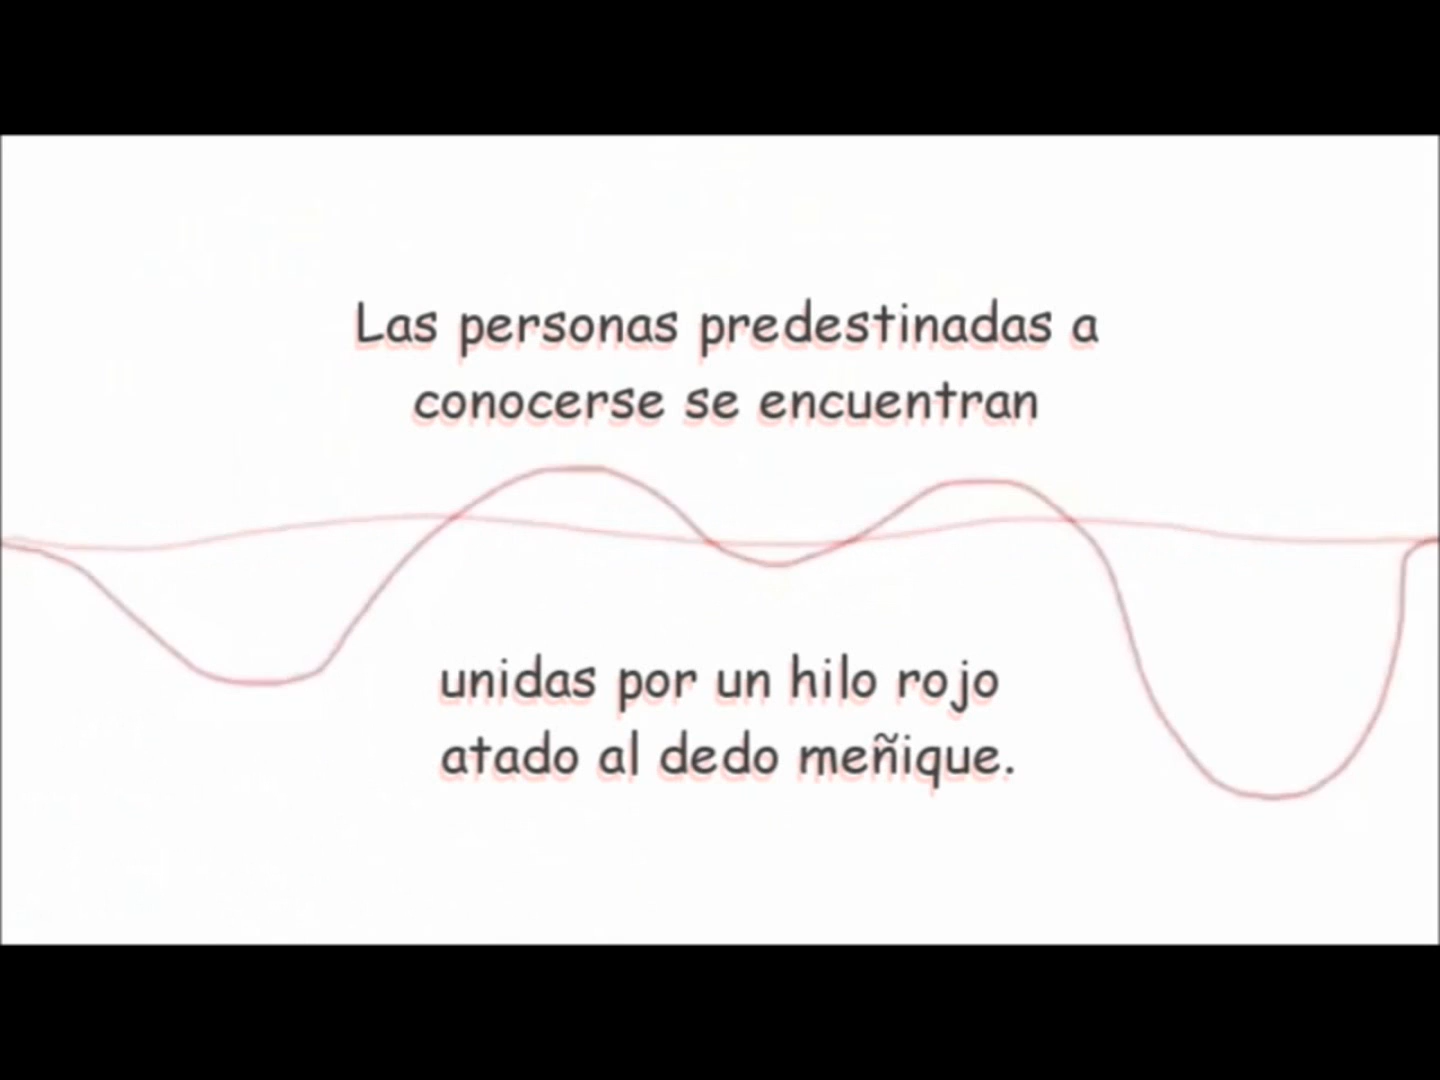 Las personas predestinadas a
conocerse se encuentran
unidas por un hilo rojo
atado al dedo meñique.